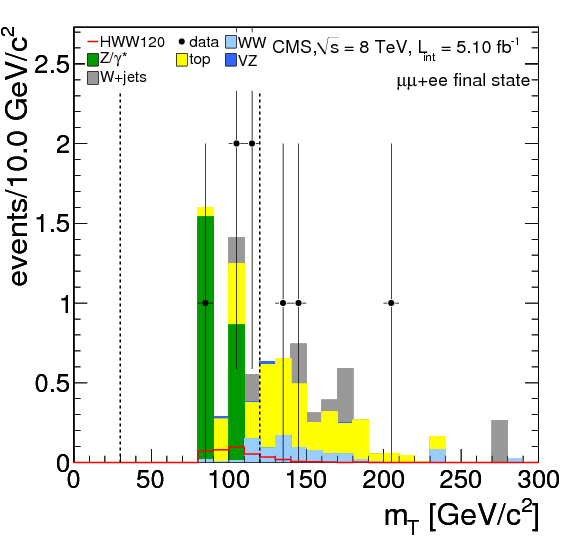 HWW120 data WW CMS,√s = 8 TeV, L_int = 5.10 fb⁻¹
Z/γ* top VZ
W+jets μμ+ee final state
events/10.0 GeV/c²
2.5
2
1.5
1
0.5
0
0 50 100 150 200 250 300
m_T [GeV/c²]